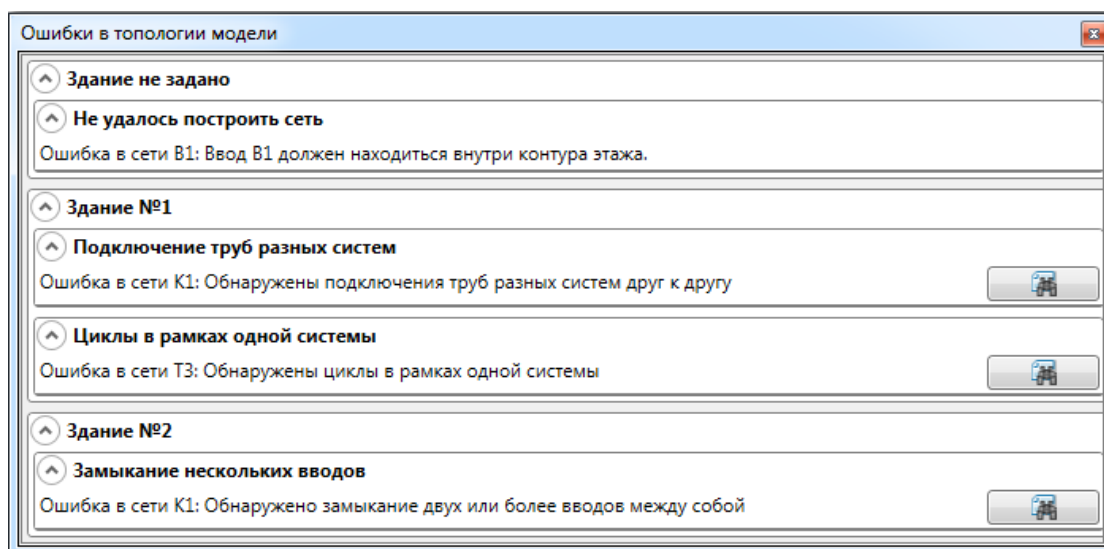 Ошибки в топологии модели
Здание не задано
Не удалось построить сеть
Ошибка в сети В1: Ввод В1 должен находиться внутри контура этажа.
Здание №1
Подключение труб разных систем
Ошибка в сети К1: Обнаружены подключения труб разных систем друг к другу
Циклы в рамках одной системы
Ошибка в сети Т3: Обнаружены циклы в рамках одной системы
Здание №2
Замыкание нескольких вводов
Ошибка в сети К1: Обнаружено замыкание двух или более вводов между собой